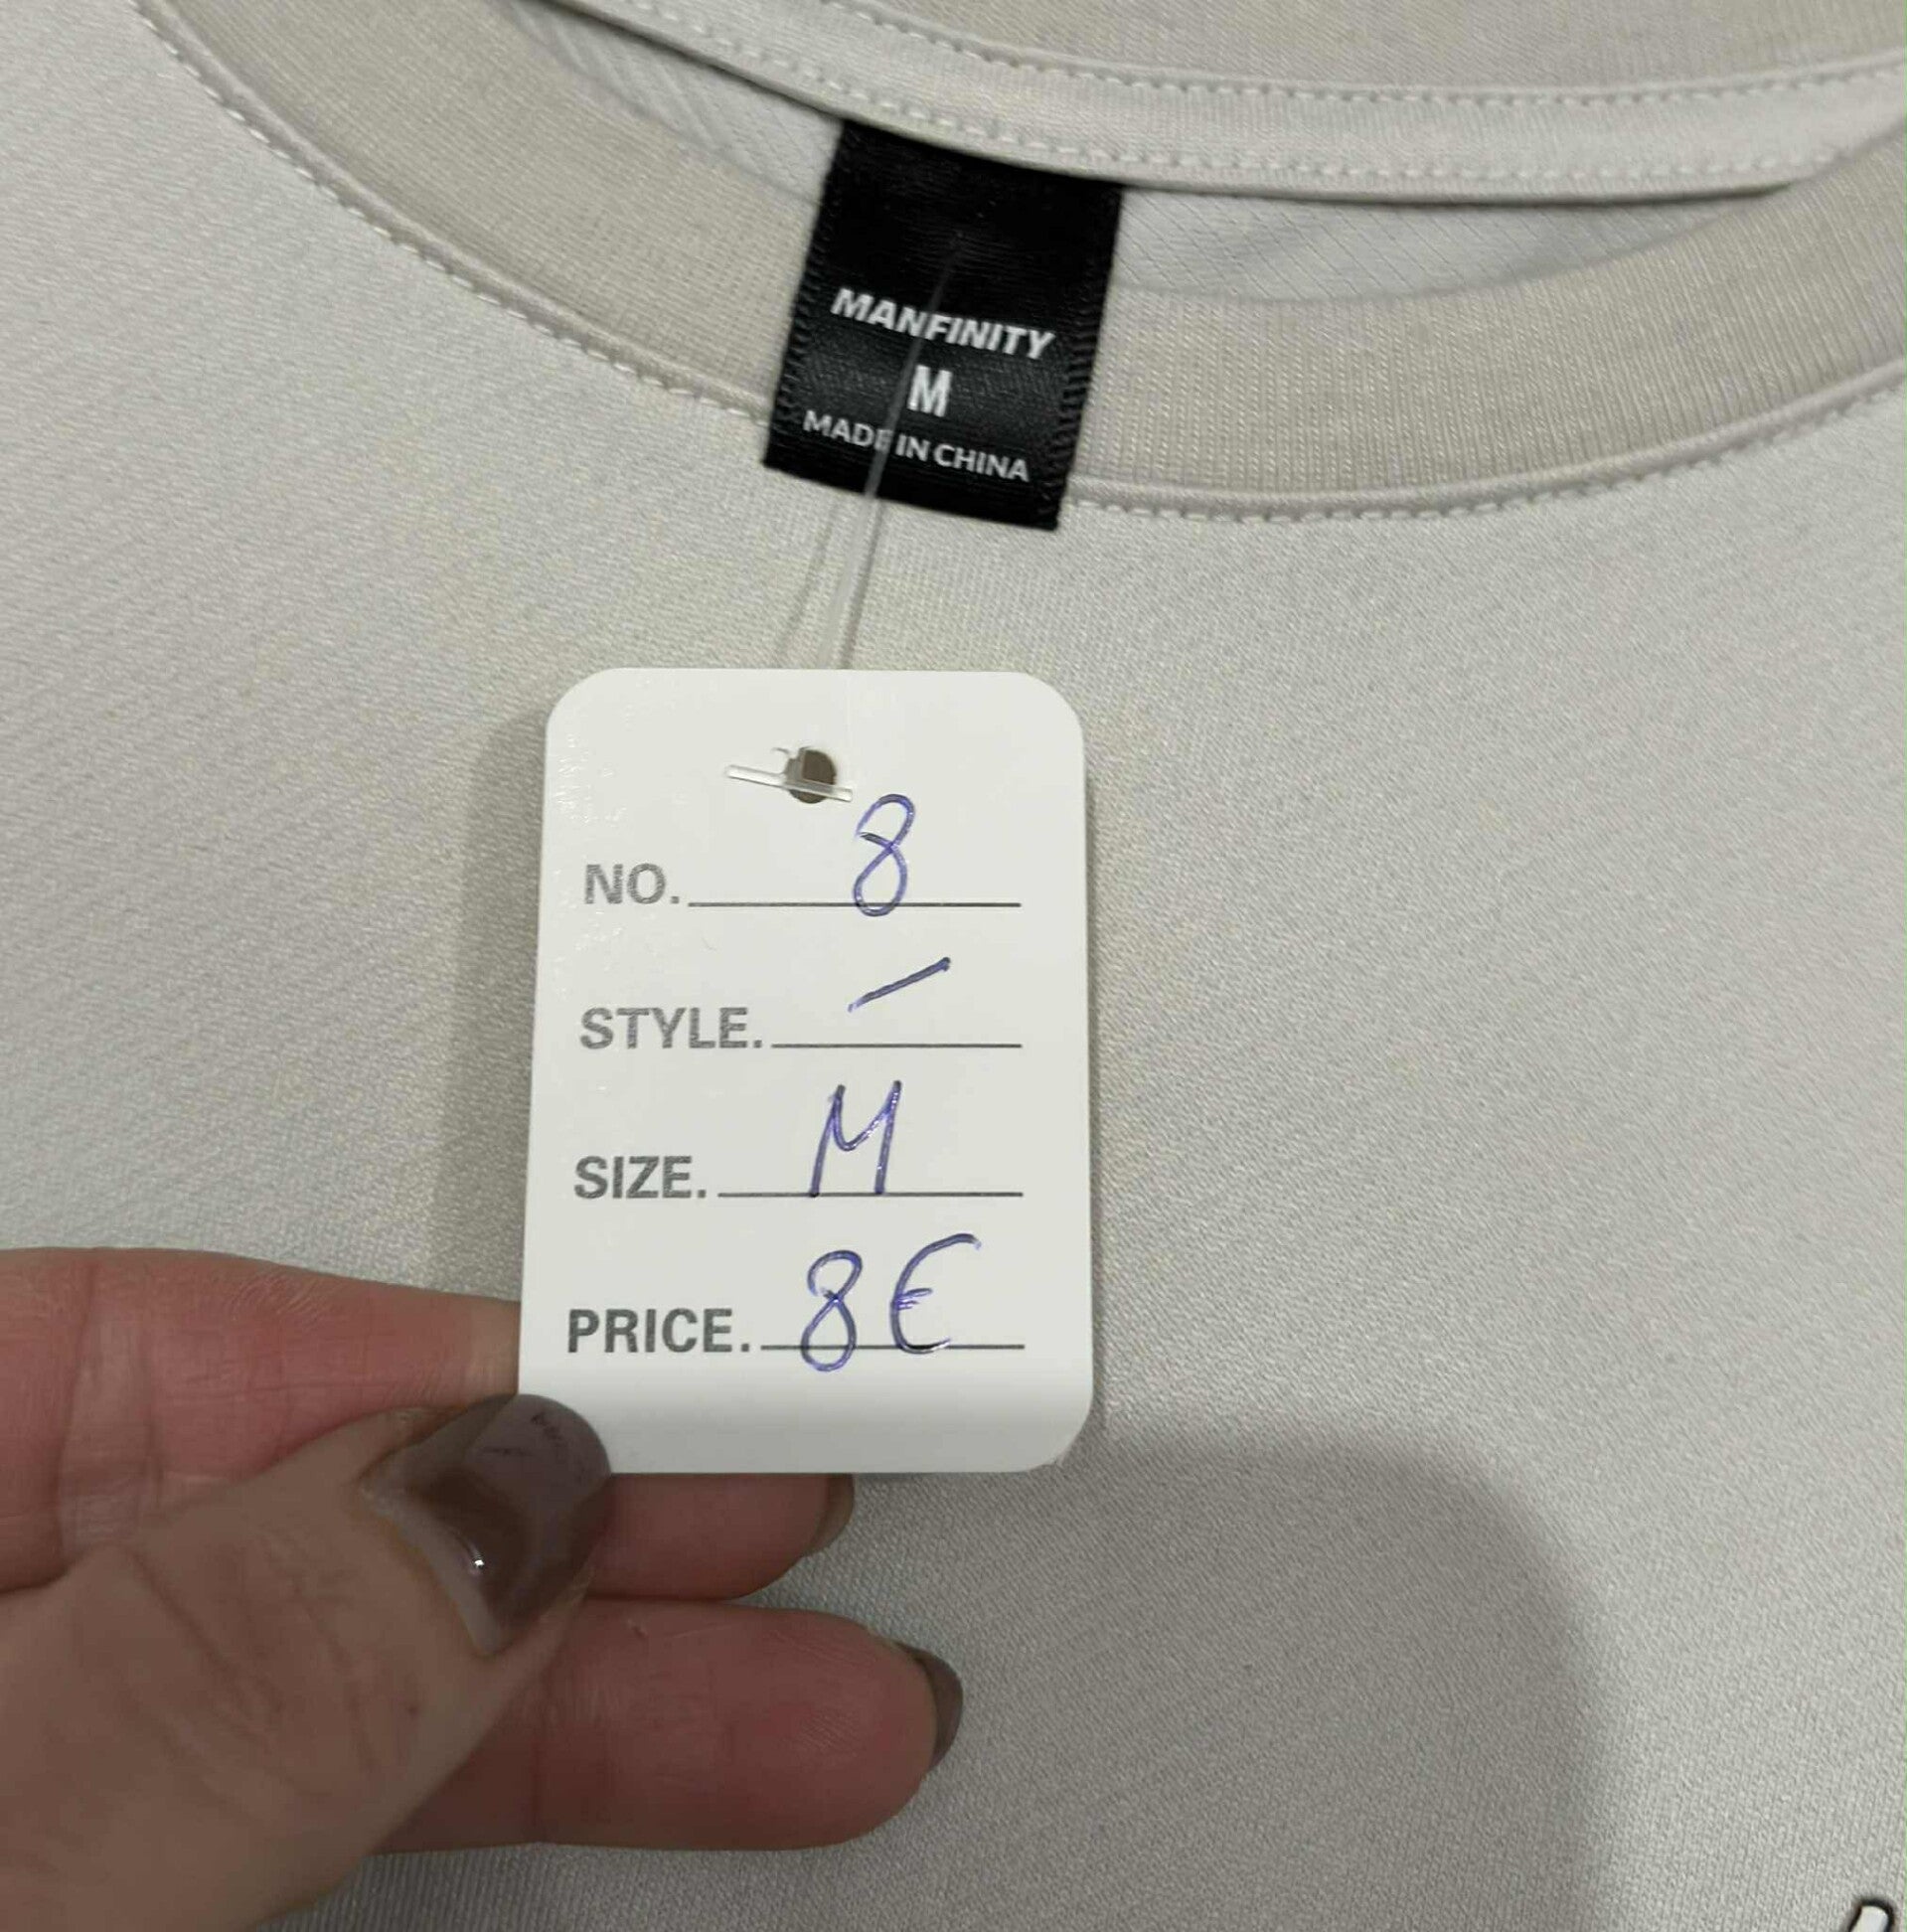 MANFINITY
M
MADE IN CHINA
NO. 8
STYLE. –
SIZE. M
PRICE. 8€